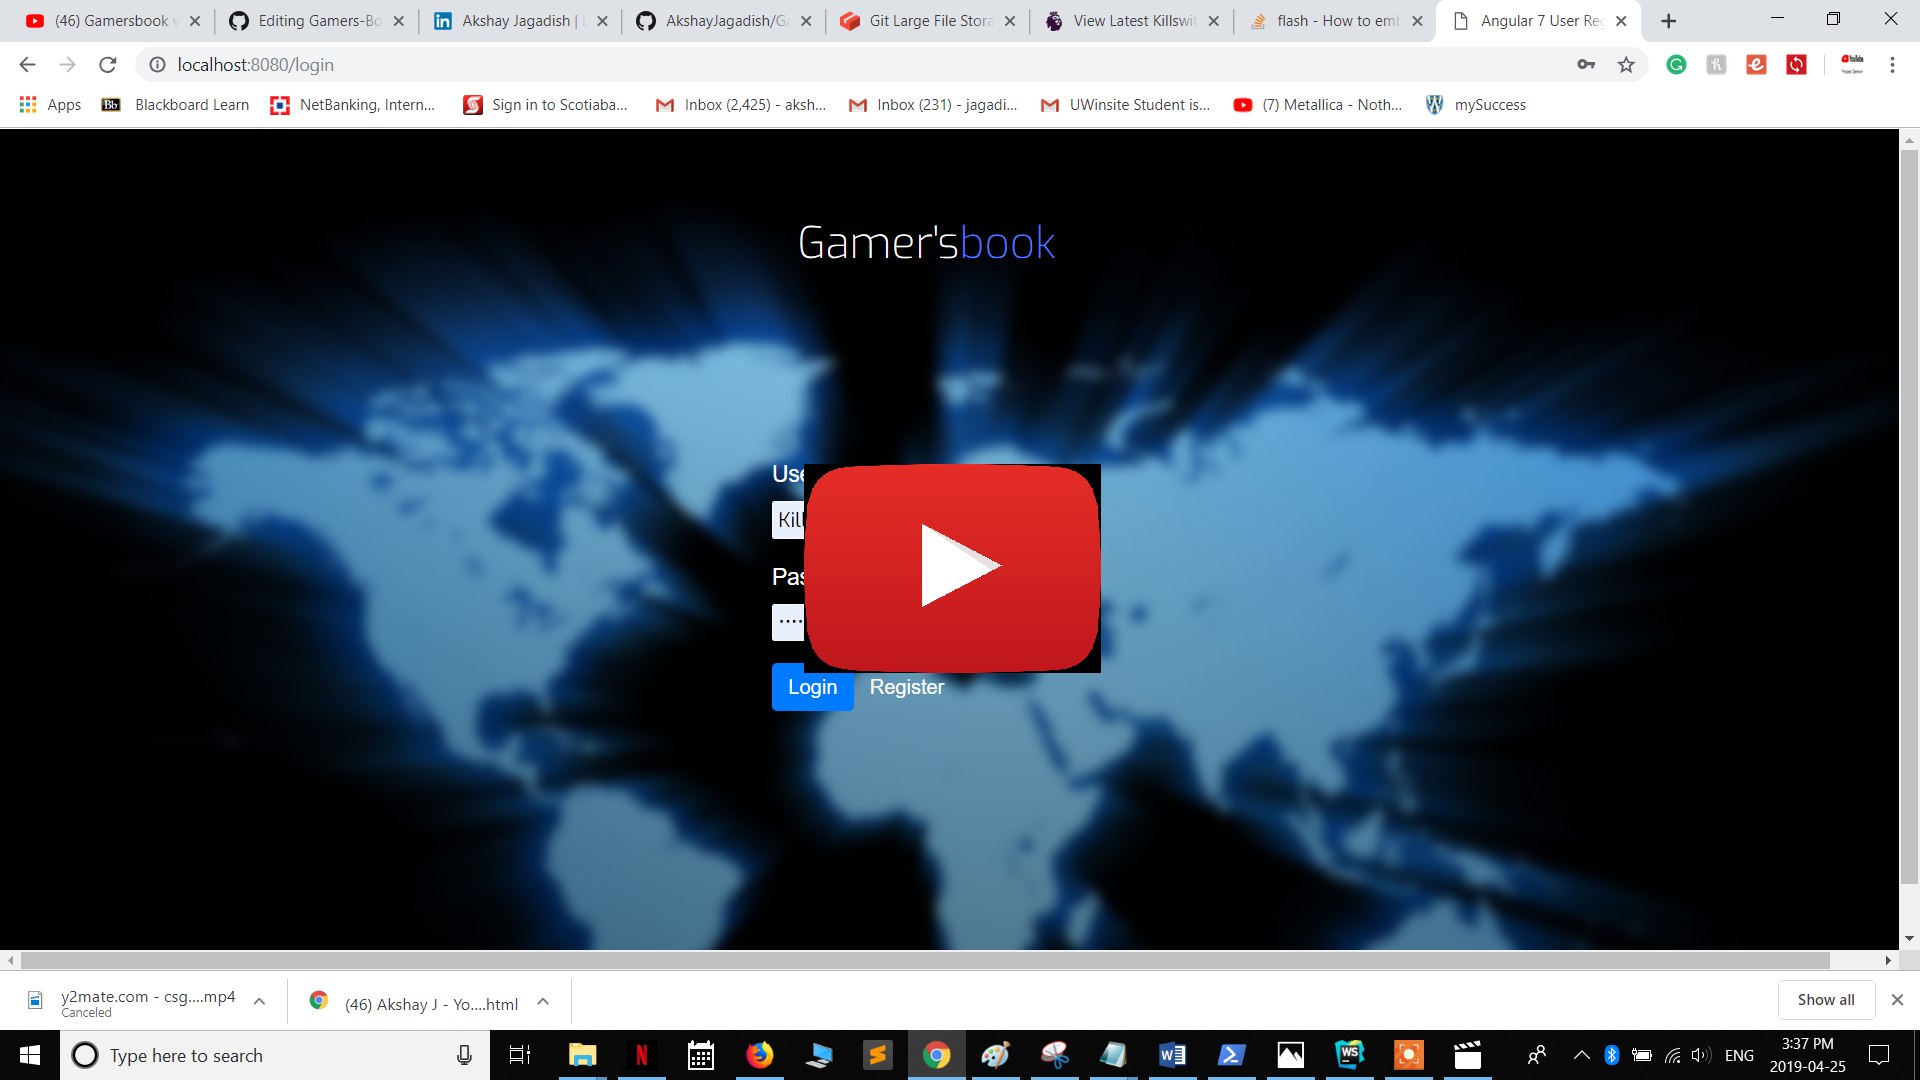 (46) Gamersbook
Editing Gamers-Bo
Akshay Jagadish |
AkshayJagadish/G
Git Large File Stora
View Latest Killswit
flash - How to emb
Angular 7 User Reg
localhost:8080/login
Apps
Bb
Blackboard Learn
NetBanking, Intern...
Sign in to Scotiaba...
Inbox (2,425) - aksh...
Inbox (231) - jagadi...
UWinsite Student is...
(7) Metallica - Noth...
mySuccess
Gamer'sbook
Use
Kill
Pas
Login
Register
y2mate.com - csg....mp4
Canceled
(46) Akshay J - Yo....html
Show all
Type here to search
ENG
3:37 PM
2019-04-25